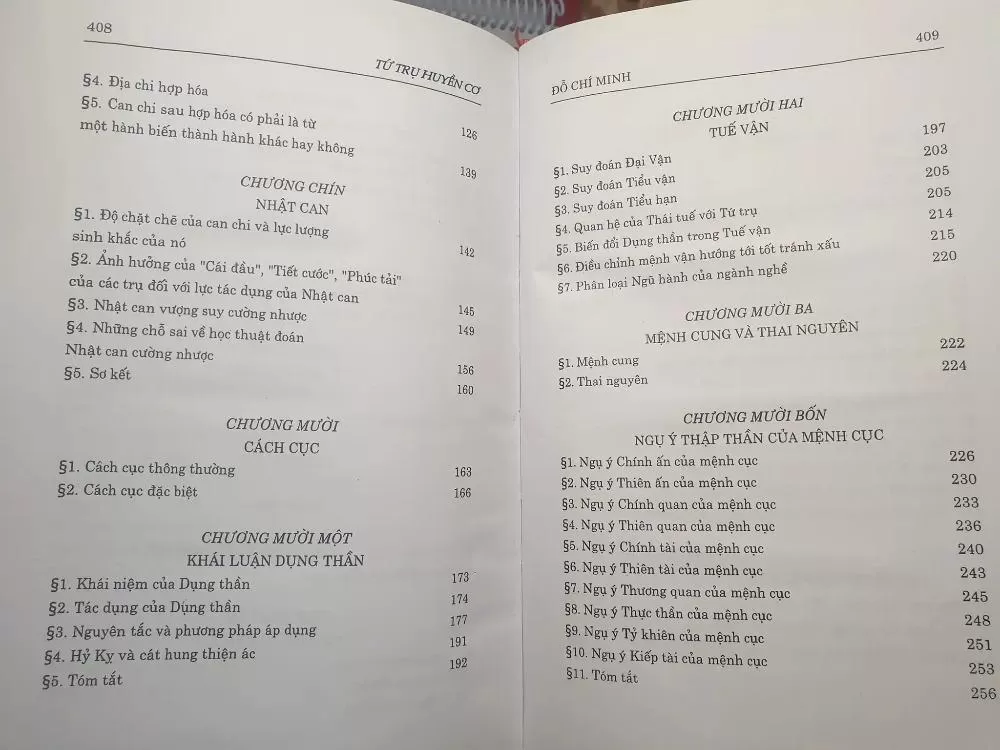 408
TỨ TRỤ HUYỀN CƠ
§4. Địa chi hợp hóa
§5. Can chi sau hợp hóa có phải là từ 126
một hành biến thành hành khác hay không 139
CHƯƠNG CHÍN
NHẬT CAN
§1. Độ chặt chẽ của can chi và lực lượng
sinh khắc của nó 142
§2. Ảnh hưởng của "Cái đầu", "Tiết cước", "Phúc tải"
của các trụ đối với lực tác dụng của Nhật can 145
§3. Nhật can vượng suy cường nhược 149
§4. Những chỗ sai về học thuật đoán
Nhật can cường nhược 156
§5. Sơ kết 160
CHƯƠNG MƯỜI
CÁCH CỤC
§1. Cách cục thông thường 163
§2. Cách cục đặc biệt 166
CHƯƠNG MƯỜI MỘT
KHÁI LUẬN DỤNG THẦN
§1. Khái niệm của Dụng thần 173
§2. Tác dụng của Dụng thần 174
§3. Nguyên tắc và phương pháp áp dụng 177
§4. Hỷ Kỵ và cát hung thiện ác 191
§5. Tóm tắt 192
409
ĐỖ CHÍ MINH
CHƯƠNG MƯỜI HAI
TUẾ VẬN
§1. Suy đoán Đại Vận 197
§2. Suy đoán Tiểu vận 203
§3. Suy đoán Tiểu hạn 205
§4. Quan hệ của Thái tuế với Tứ trụ 205
§5. Biến đổi Dụng thần trong Tuế vận 214
§6. Điều chỉnh mệnh vận hướng tới tốt tránh xấu 215
§7. Phân loại Ngũ hành của ngành nghề 220
CHƯƠNG MƯỜI BA
MỆNH CUNG VÀ THAI NGUYÊN
§1. Mệnh cung 222
§2. Thai nguyên 224
CHƯƠNG MƯỜI BỐN
NGỤ Ý THẬP THẦN CỦA MỆNH CỤC
§1. Ngụ ý Chính ấn của mệnh cục 226
§2. Ngụ ý Thiên ấn của mệnh cục 230
§3. Ngụ ý Chính quan của mệnh cục 233
§4. Ngụ ý Thiên quan của mệnh cục 236
§5. Ngụ ý Chính tài của mệnh cục 240
§6. Ngụ ý Thiên tài của mệnh cục 243
§7. Ngụ ý Thương quan của mệnh cục 245
§8. Ngụ ý Thực thần của mệnh cục 248
§9. Ngụ ý Tỷ khiên của mệnh cục 251
§10. Ngụ ý Kiếp tài của mệnh cục 253
§11. Tóm tắt 256